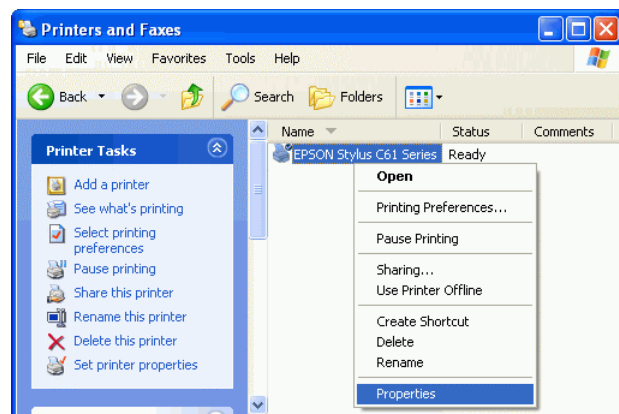 Printers and Faxes
File Edit View Favorites Tools Help
Back Search Folders
Name Status Comments
Printer Tasks
EPSON Stylus C61 Series Ready
Add a printer
See what's printing
Select printing
preferences
Pause printing
Share this printer
Rename this printer
Delete this printer
Set printer properties
Open
Printing Preferences...
Pause Printing
Sharing...
Use Printer Offline
Create Shortcut
Delete
Rename
Properties